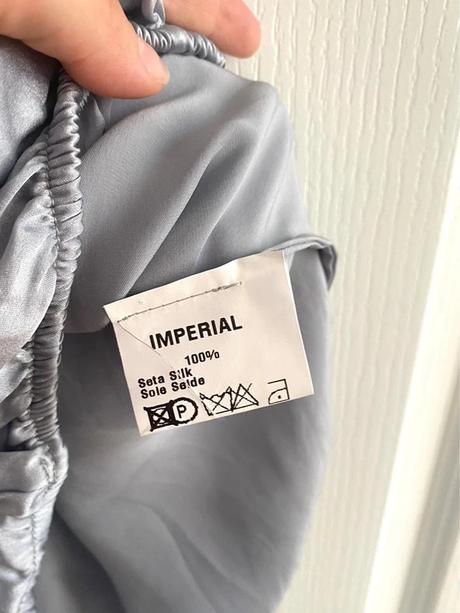 IMPERIAL
100%
Seta Silk
Soie Seide
P